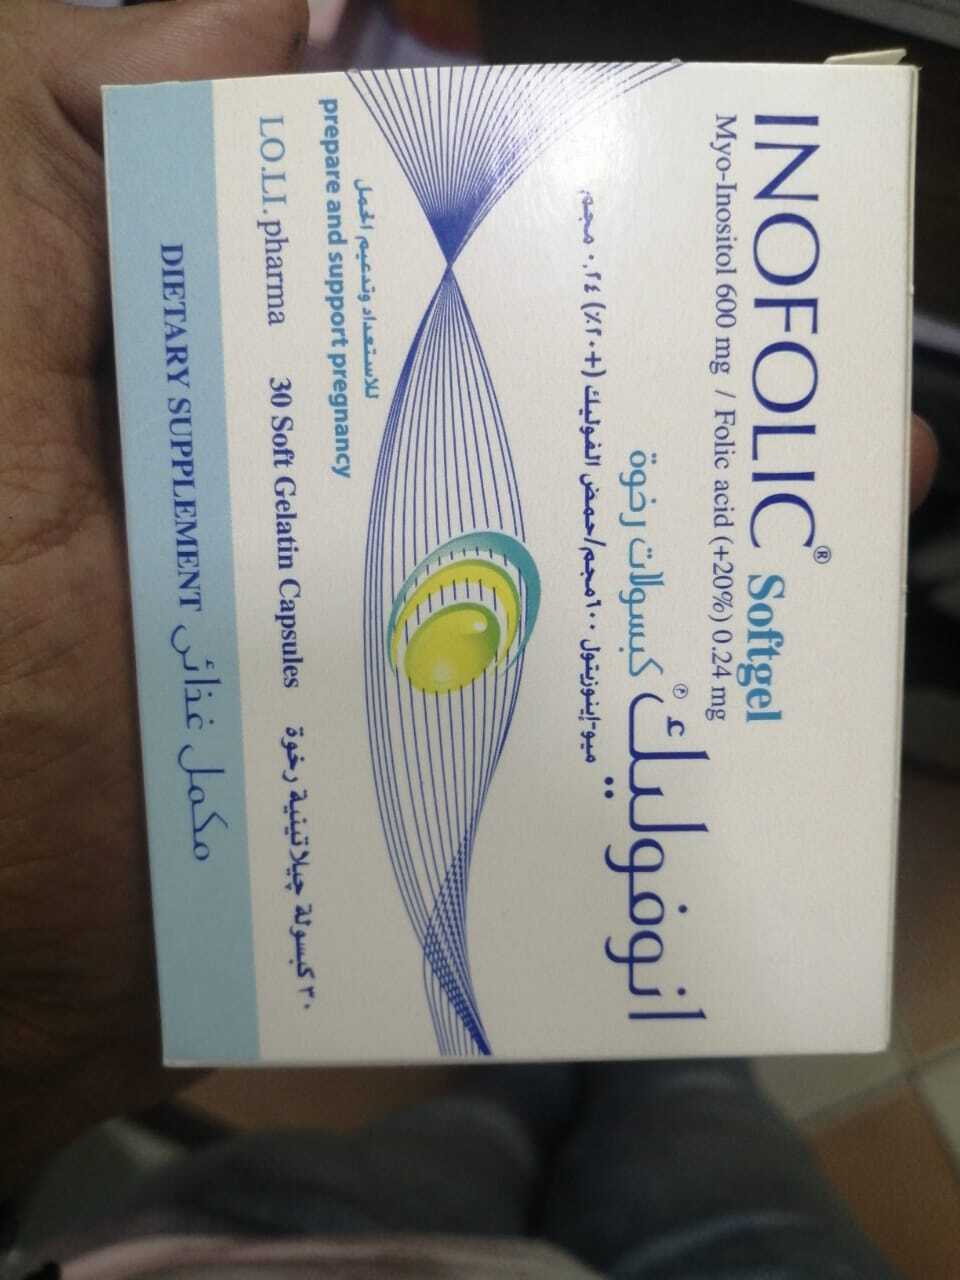 INOFOLIC® Softgel
Myo-Inositol 600 mg / Folic acid (+20%) 0.24 mg
انوفوليك® كبسولات رخوة
ميو-إينوزيتول ٦٠٠مجم/حمض الفوليك (+٢٠٪) ٠,٢٤ مجم
للاستعداد وتدعيم الحمل
prepare and support pregnancy
LO.LI.pharma 30 Soft Gelatin Capsules ٣٠ كبسولة چيلاتينية رخوة
DIETARY SUPPLEMENT مكمل غذائى